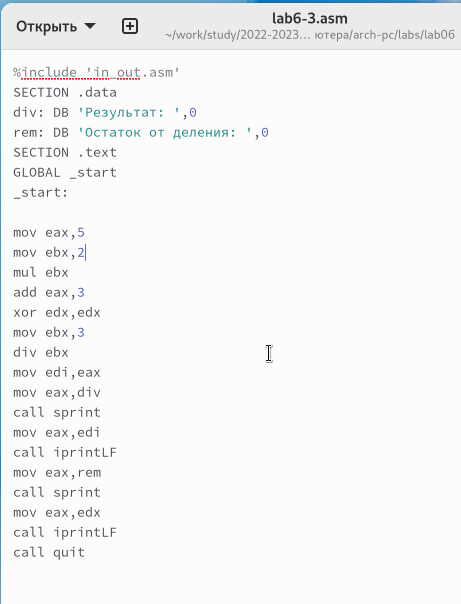 Открыть
lab6-3.asm
~/work/study/2022-2023... ютера/arch-pc/labs/lab06
%include 'in_out.asm'
SECTION .data
div: DB 'Результат: ',0
rem: DB 'Остаток от деления: ',0
SECTION .text
GLOBAL _start
_start:
mov eax,5
mov ebx,2
mul ebx
add eax,3
xor edx,edx
mov ebx,3
div ebx
mov edi,eax
mov eax,div
call sprint
mov eax,edi
call iprintLF
mov eax,rem
call sprint
mov eax,edx
call iprintLF
call quit